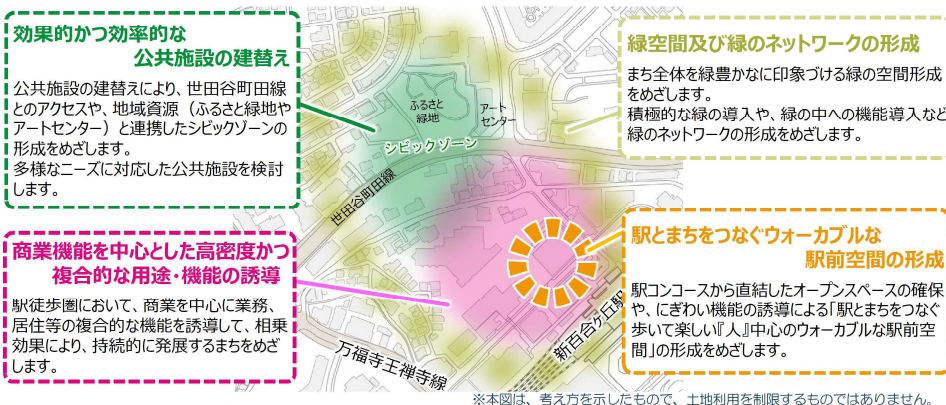 効果的かつ効率的な
公共施設の建替え
公共施設の建替えにより、世田谷町田線
とのアクセスや、地域資源（ふるさと緑地や
アートセンター）と連携したシビックゾーンの
形成をめざします。
多様なニーズに対応した公共施設を検討
します。
商業機能を中心とした高密度かつ
複合的な用途・機能の誘導
駅徒歩圏において、商業を中心に業務、
居住等の複合的な機能を誘導して、相乗
効果により、持続的に発展するまちをめざ
します。
ふるさと
緑地
アート
センター
シビックゾーン
世田谷町田線
万福寺王禅寺線
新百合ヶ丘駅
緑空間及び緑のネットワークの形成
まち全体を緑豊かなに印象づける緑の空間形成
をめざします。
積極的な緑の導入や、緑の中への機能導入など
緑のネットワークの形成をめざします。
駅とまちをつなぐウォーカブルな
駅前空間の形成
駅コンコースから直結したオープンスペースの確保
や、にぎわい機能の誘導による「駅とまちをつなぐ
歩いて楽しい『人』中心のウォーカブルな駅前空
間」の形成をめざします。
※本図は、考え方を示したもので、土地利用を制限するものではありません。